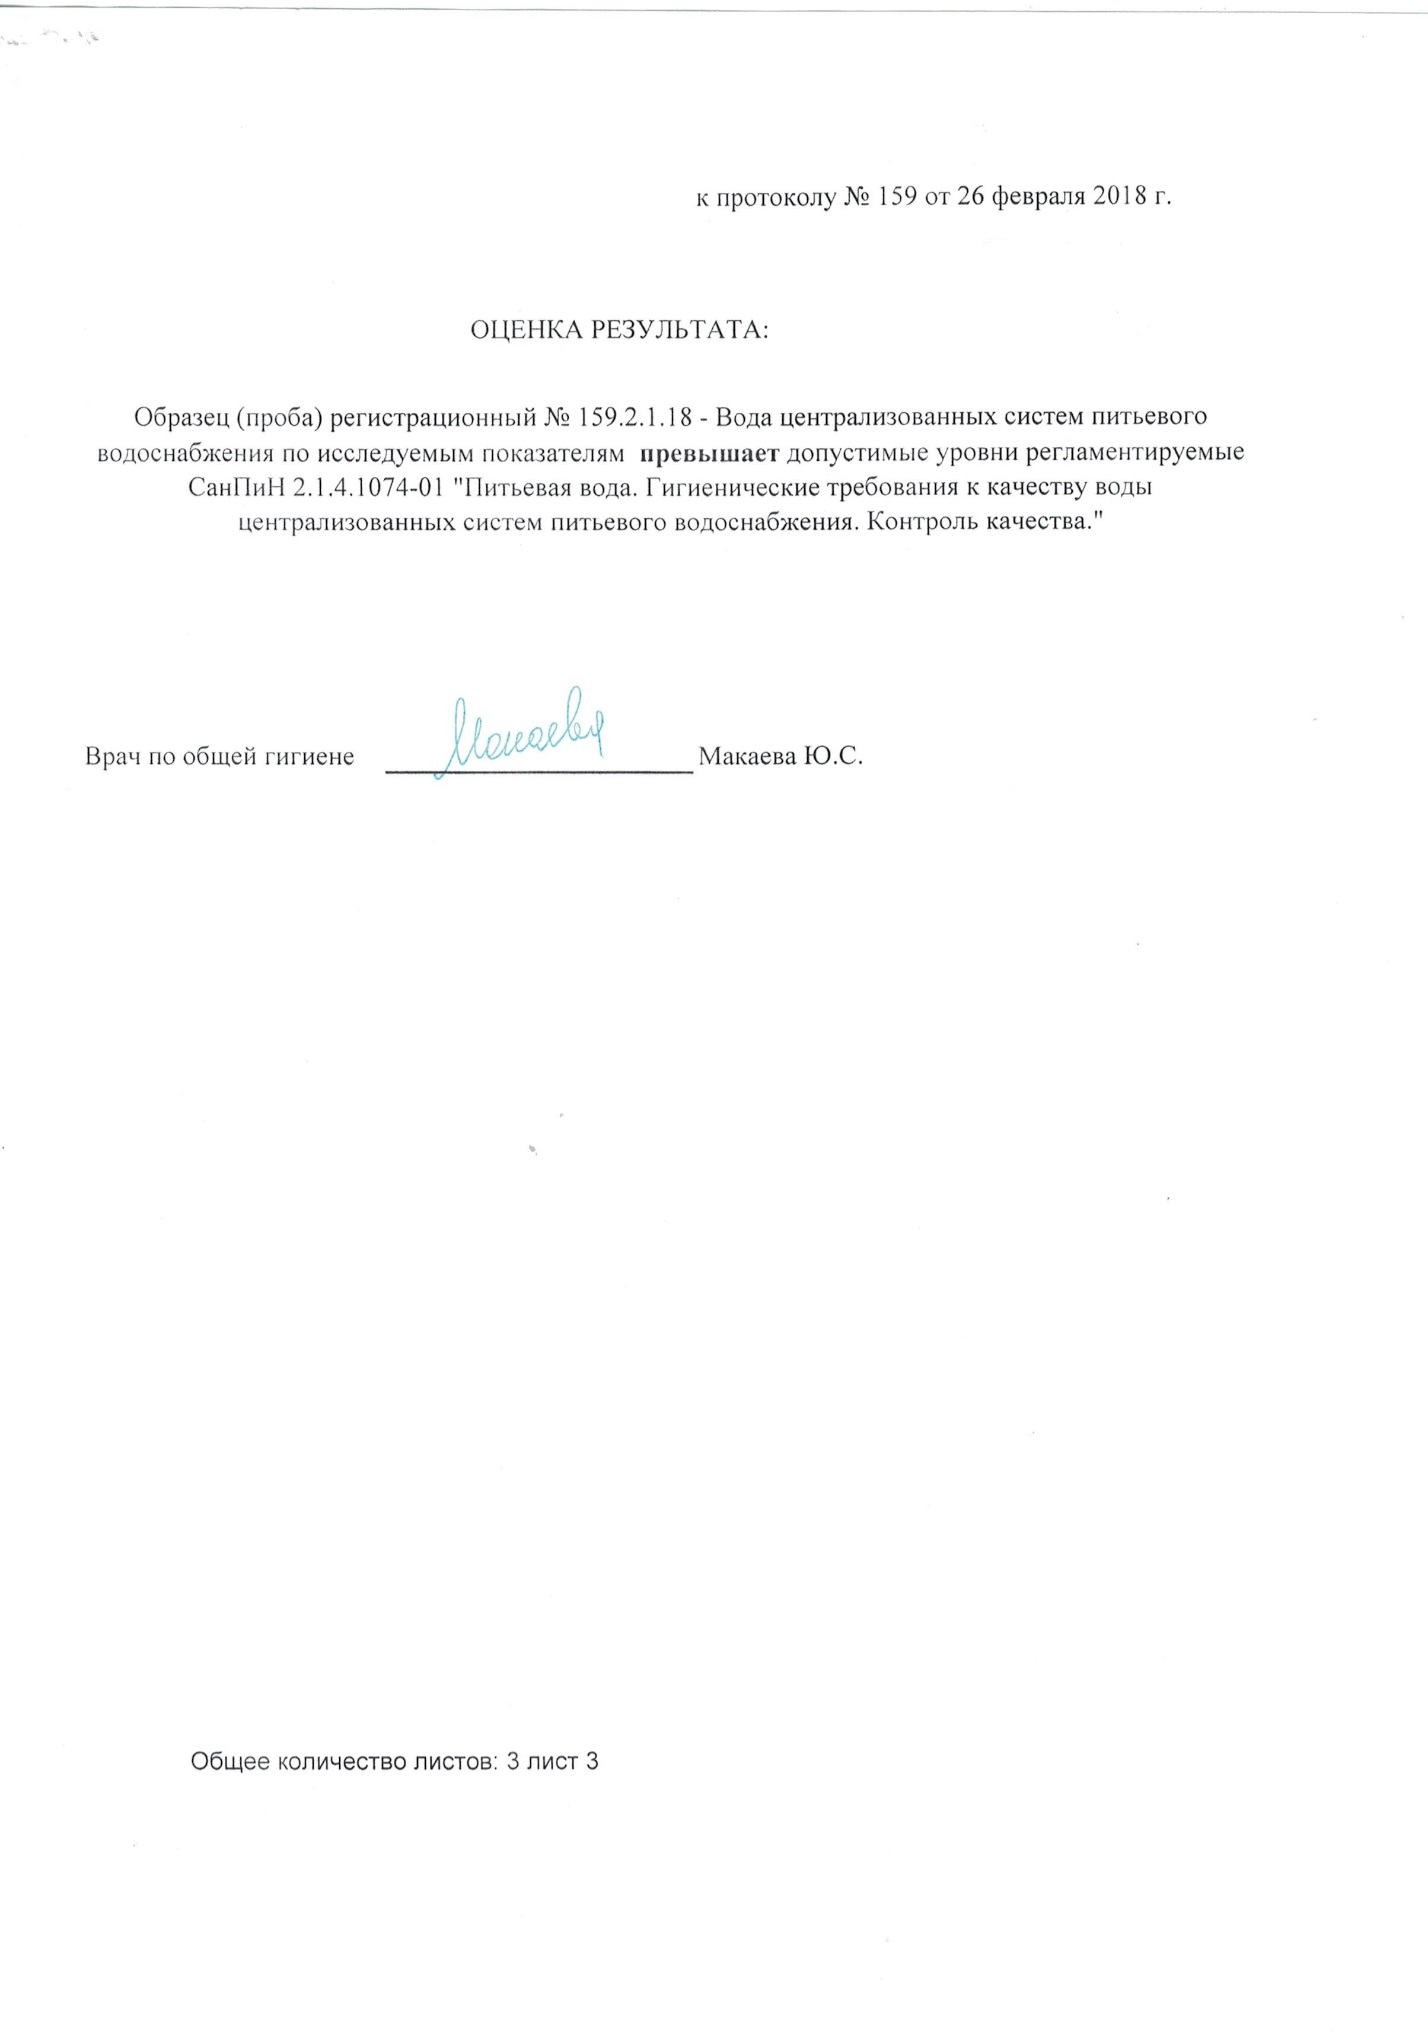 к протоколу № 159 от 26 февраля 2018 г.
ОЦЕНКА РЕЗУЛЬТАТА:
Образец (проба) регистрационный № 159.2.1.18 - Вода централизованных систем питьевого
водоснабжения по исследуемым показателям превышает допустимые уровни регламентируемые
СанПиН 2.1.4.1074-01 "Питьевая вода. Гигиенические требования к качеству воды
централизованных систем питьевого водоснабжения. Контроль качества."
Врач по общей гигиене Макаева Макаева Ю.С.
Общее количество листов: 3 лист 3